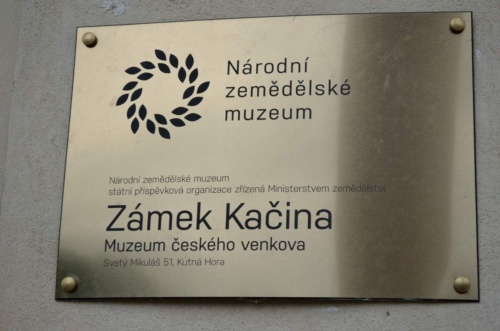 Národní
zemědělské
muzeum
Národní zemědělské muzeum
státní příspěvková organizace zřízená Ministerstvem zemědělství
Zámek Kačina
Muzeum českého venkova
Svatý Mikuláš 51, Kutná Hora